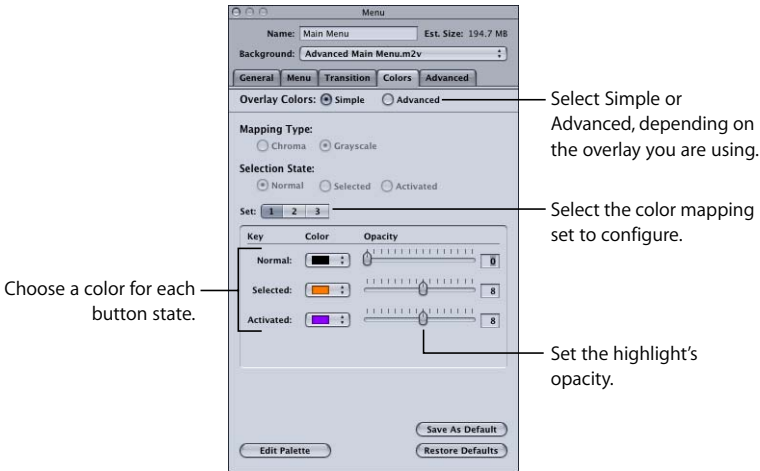 Menu
Name: Main Menu Est. Size: 194.7 MB
Background: Advanced Main Menu.m2v
General Menu Transition Colors Advanced
Overlay Colors: Simple Advanced
Select Simple or
Advanced, depending on
the overlay you are using.
Mapping Type:
Chroma Grayscale
Selection State:
Normal Selected Activated
Set: 1 2 3
Select the color mapping
set to configure.
Key Color Opacity
Normal: 0
Selected: 8
Activated: 8
Choose a color for each
button state.
Set the highlight's
opacity.
Save As Default
Edit Palette Restore Defaults